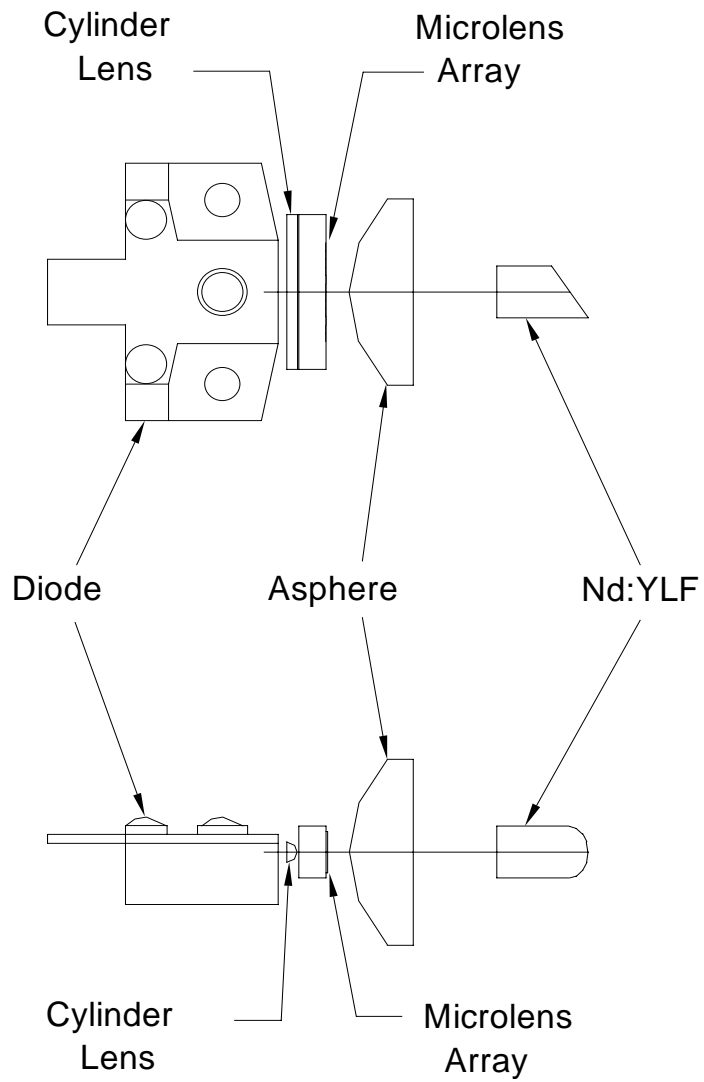 Cylinder
Lens
Microlens
Array
Diode
Asphere
Nd:YLF
Cylinder
Lens
Microlens
Array